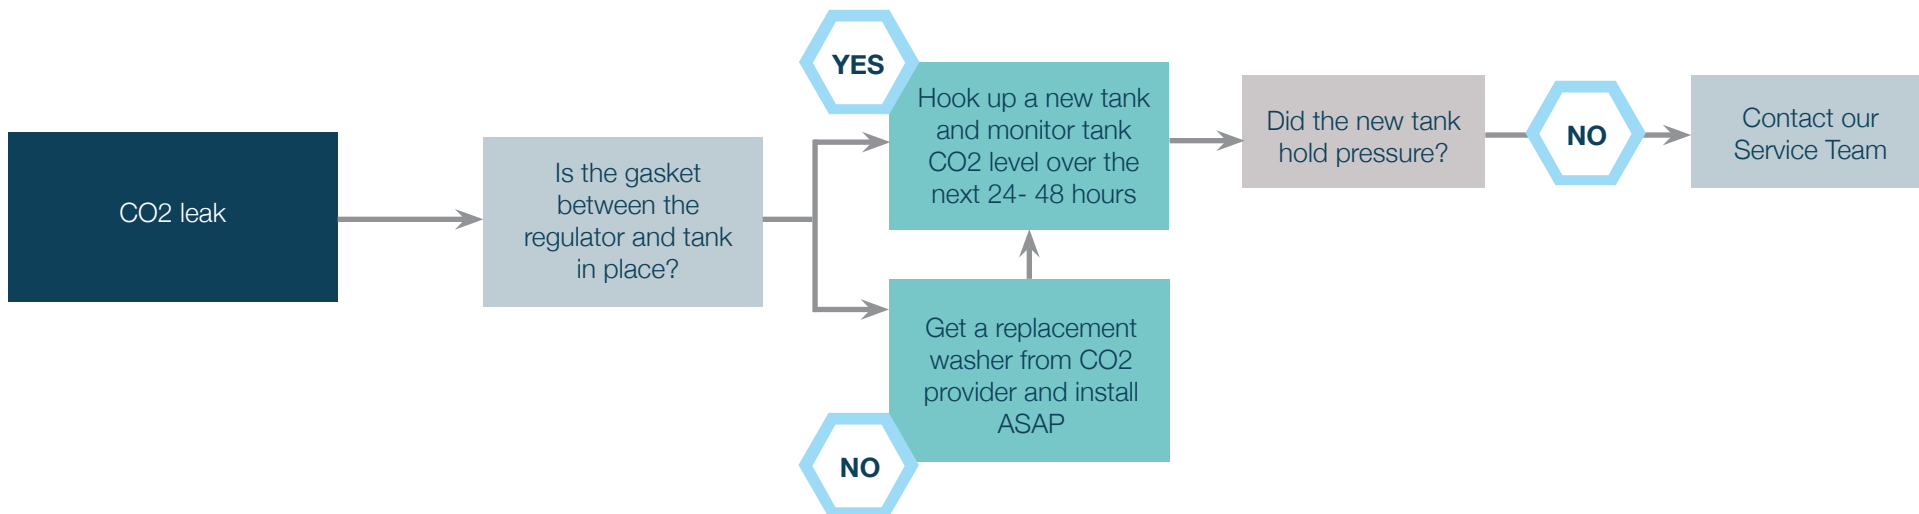 CO2 leak
Is the gasket
between the
regulator and tank
in place?
YES
Hook up a new tank
and monitor tank
CO2 level over the
next 24- 48 hours
NO
Get a replacement
washer from CO2
provider and install
ASAP
Did the new tank
hold pressure?
NO
Contact our
Service Team